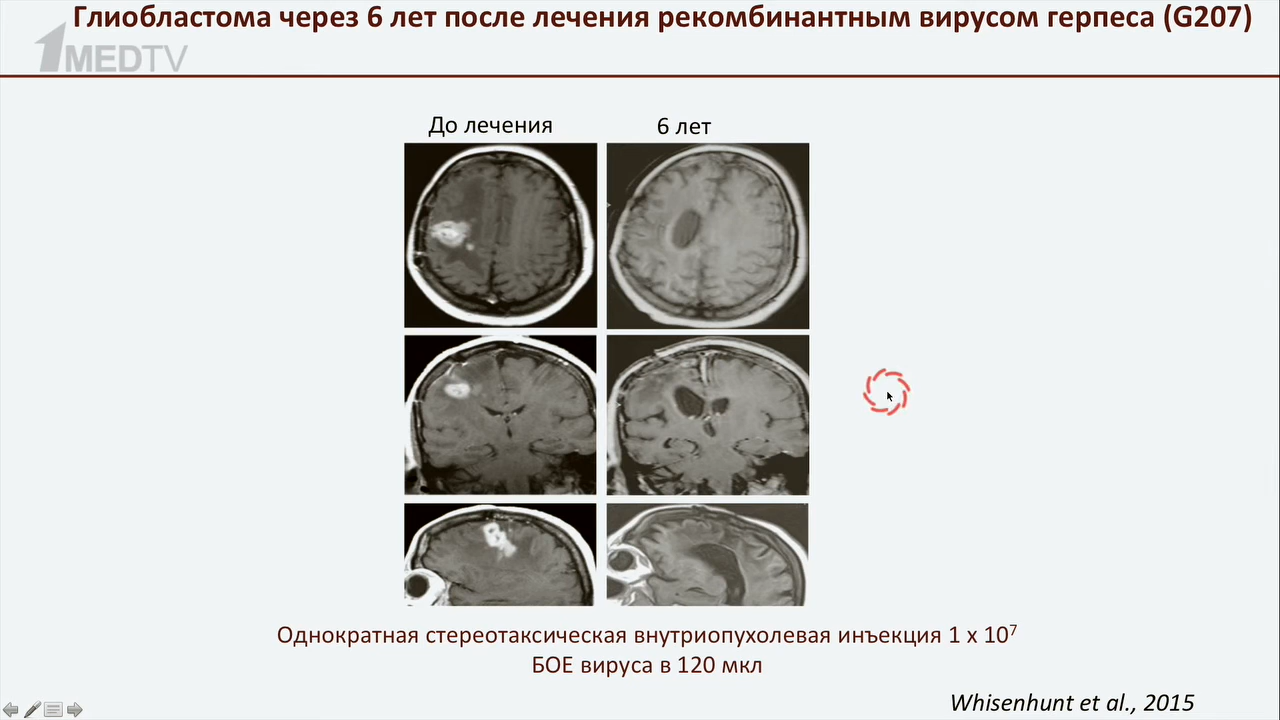 Глиобластома через 6 лет после лечения рекомбинантным вирусом герпеса (G207)
1MEDTV
До лечения
6 лет
Однократная стереотаксическая внутриопухолевая инъекция 1 х 10⁷
БОЕ вируса в 120 мкл
Whisenhunt et al., 2015